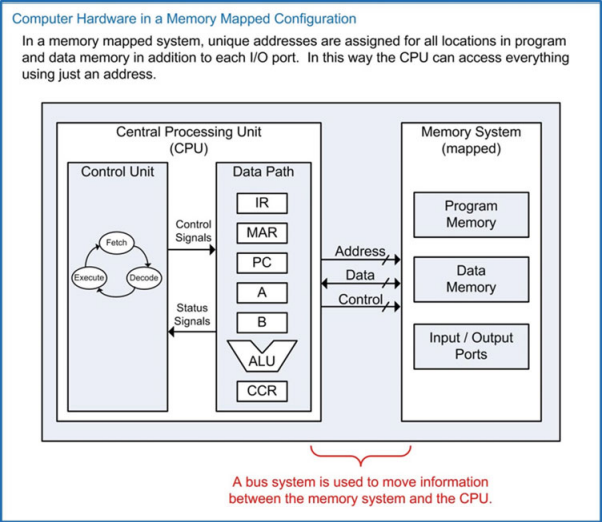 Computer Hardware in a Memory Mapped Configuration
In a memory mapped system, unique addresses are assigned for all locations in program
and data memory in addition to each I/O port.  In this way the CPU can access everything
using just an address.
Central Processing Unit
(CPU)
Control Unit
Fetch
Execute
Decode
Control
Signals
Status
Signals
Data Path
IR
MAR
PC
A
B
ALU
CCR
Address
Data
Control
Memory System
(mapped)
Program
Memory
Data
Memory
Input / Output
Ports
A bus system is used to move information
between the memory system and the CPU.